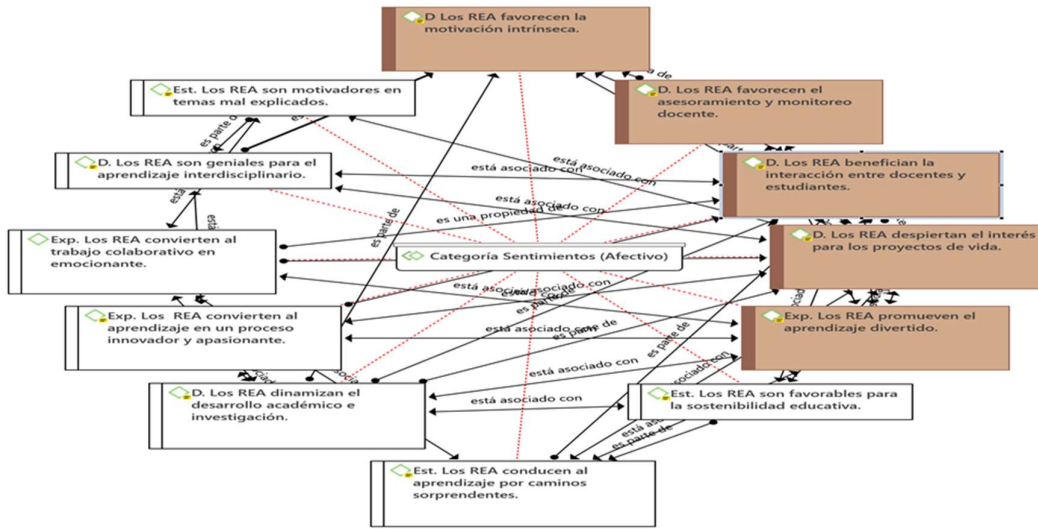 D Los REA favorecen la
motivación intrínseca.
Est. Los REA son motivadores en
temas mal explicados.
D. Los REA favorecen el
asesoramiento y monitoreo
docente.
D. Los REA son geniales para el
aprendizaje interdisciplinario.
D. Los REA benefician la
interacción entre docentes y
estudiantes.
está asociado con
está asociado con
está asociado con
es una propiedad de
es parte de
Exp. Los REA convierten al
trabajo colaborativo en
emocionante.
Categoría Sentimientos (Afectivo)
D. Los REA despiertan el interés
para los proyectos de vida.
Exp. Los REA convierten al
aprendizaje en un proceso
innovador y apasionante.
está asociado con
es parte de
es parte de
es parte de
Exp. Los REA promueven el
aprendizaje divertido.
D. Los REA dinamizan el
desarrollo académico e
investigación.
está asociado con
está asociado con
Est. Los REA son favorables para
la sostenibilidad educativa.
es parte de
Est. Los REA conducen al
aprendizaje por caminos
sorprendentes.